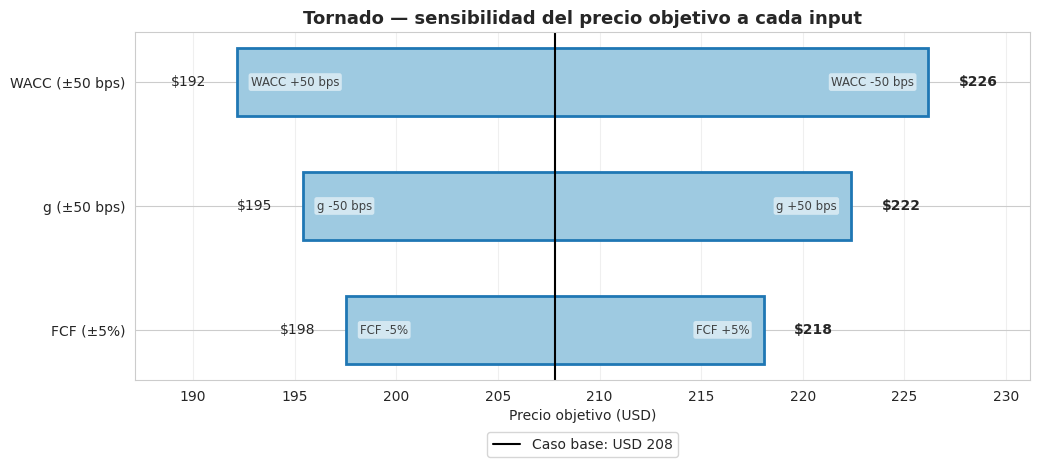 Tornado — sensibilidad del precio objetivo a cada input
WACC (±50 bps)
$192
WACC +50 bps
WACC -50 bps
$226
g (±50 bps)
$195
g -50 bps
g +50 bps
$222
FCF (±5%)
$198
FCF -5%
FCF +5%
$218
190 195 200 205 210 215 220 225 230
Precio objetivo (USD)
Caso base: USD 208